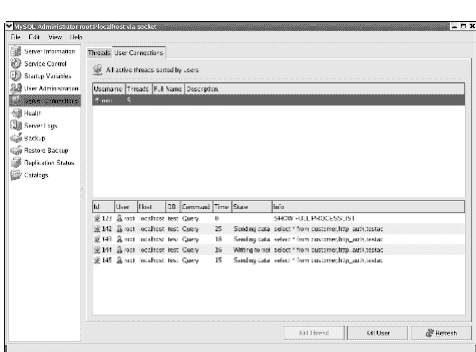 MySQL Administrator root@localhost via socket
File Edit View Help
Server Information
Service Control
Startup Variables
User Administration
Server Connections
Health
Server Logs
Backup
Restore Backup
Replication Status
Catalogs
Threads User Connections
All active threads sorted by users
Username Threads Full Name Description
root 5
Id User Host DB Command Time State Info
123 root localhost test Query 0 SHOW FULL PROCESSLIST
142 root localhost test Query 25 Sending data select * from customer,http_auth,testac
143 root localhost test Query 18 Sending data select * from customer,http_auth,testac
144 root localhost test Query 16 Writing to net select * from customer,http_auth,testac
145 root localhost test Query 15 Sending data select * from customer,http_auth,testac
Kill Thread Kill User Refresh